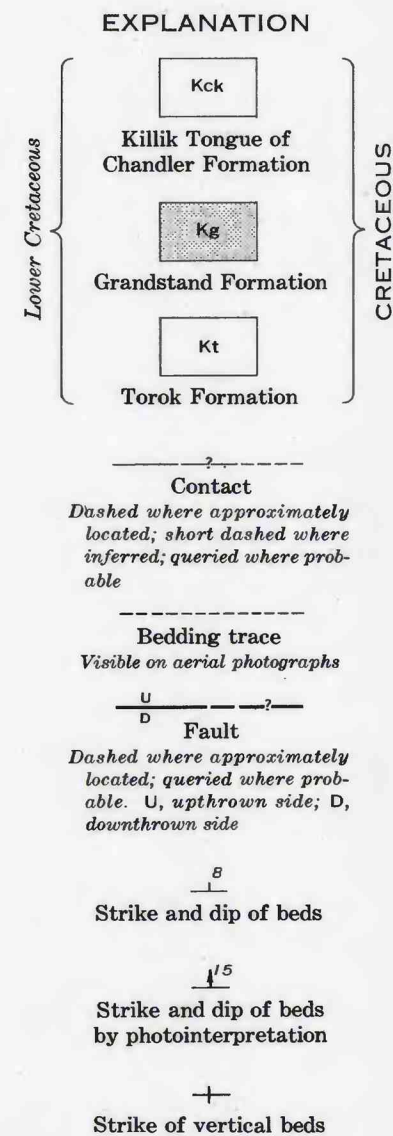 EXPLANATION
Kck
Killik Tongue of
Chandler Formation
Kg
Grandstand Formation
Kt
Torok Formation
Lower Cretaceous
CRETACEOUS
?
Contact
Dashed where approximately
located; short dashed where
inferred; queried where prob-
able
Bedding trace
Visible on aerial photographs
U
D
?
Fault
Dashed where approximately
located; queried where prob-
able. U, upthrown side; D,
downthrown side
8
Strike and dip of beds
15
Strike and dip of beds
by photointerpretation
Strike of vertical beds